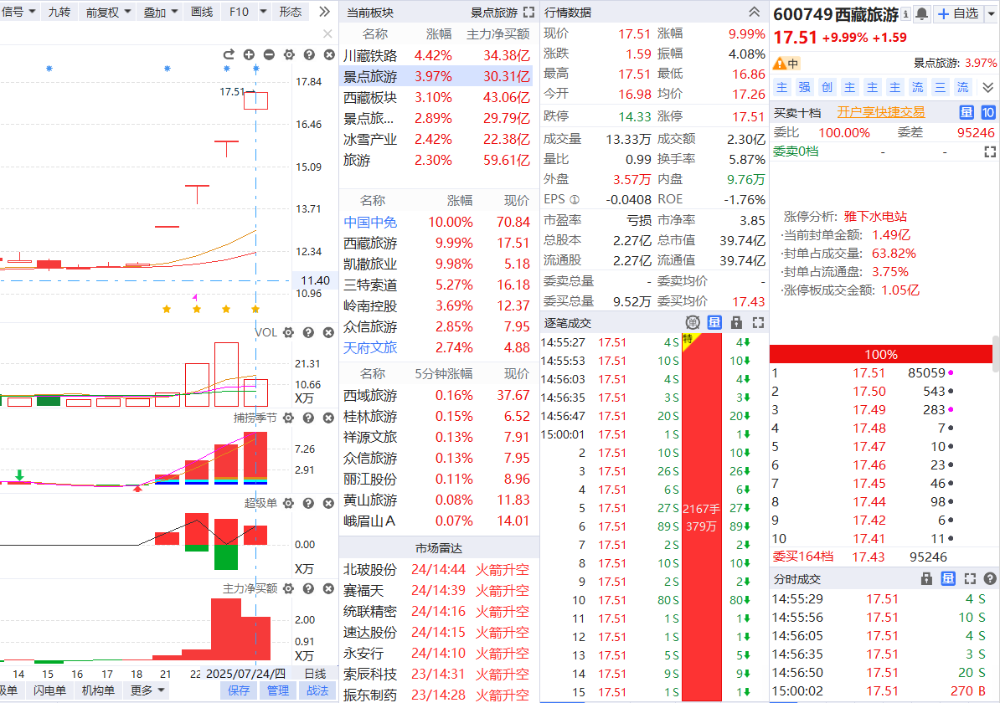 信号 九转 前复权 叠加 画线 F10 形态
17.51
17.84
16.46
15.09
13.71
12.34
11.40
10.96
VOL
21.31
10.66
X万
捕捞季节
7.26
2.91
超级单
0.00
X万
主力净买额
2.00
0.91
X万
14 15 16 17 18 21 22 2025/07/24/四 日线
级单 闪电单 机构单 更多 保存 管理 战法
当前板块 景点旅游
名称 涨幅 主力净买额
川藏铁路 4.42% 34.38亿
景点旅游 3.97% 30.31亿
西藏板块 3.10% 43.06亿
景点旅... 2.89% 29.79亿
冰雪产业 2.42% 22.38亿
旅游 2.30% 59.61亿
名称 涨幅 现价
中国中免 10.00% 70.84
西藏旅游 9.99% 17.51
凯撒旅业 9.98% 5.18
三特索道 5.27% 16.18
岭南控股 3.69% 12.37
众信旅游 2.85% 7.95
天府文旅 2.74% 4.88
名称 5分钟涨幅 现价
西域旅游 0.16% 37.67
桂林旅游 0.15% 6.52
祥源文旅 0.13% 7.91
众信旅游 0.13% 7.95
丽江股份 0.11% 8.96
黄山旅游 0.08% 11.83
峨眉山A 0.07% 14.01
市场雷达
北玻股份 24/14:44 火箭升空
赛福天 24/14:39 火箭升空
统联精密 24/14:16 火箭升空
速达股份 24/14:15 火箭升空
永安行 24/14:10 火箭升空
索辰科技 23/14:31 火箭升空
振东制药 23/14:28 火箭升空
行情数据
现价 17.51 涨幅 9.99%
涨跌 1.59 振幅 4.08%
最高 17.51 最低 16.86
今开 16.98 均价 17.26
跌停 14.33 涨停 17.51
成交量 13.33万 成交额 2.30亿
量比 0.99 换手率 5.87%
外盘 3.57万 内盘 9.76万
EPS ① -0.0408 ROE -1.76%
市盈率 亏损 市净率 3.85
总股本 2.27亿 总市值 39.74亿
流通股 2.27亿 流通值 39.74亿
委卖总量 - 委卖均价 -
委买总量 9.52万 委买均价 17.43
逐笔成交 单 量
14:55:27 17.51 4 S 特 4
14:55:53 17.51 10 S 10
14:56:03 17.51 4 S 4
14:56:35 17.51 3 S 3
14:56:47 17.51 20 S 20
15:00:01 17.51 1 S 1
2 17.51 10 S 10
3 17.51 26 S 26
4 17.51 6 S 6
5 17.51 27 S 2167手 27
6 17.51 89 S 379万 89
7 17.51 2 S 2
8 17.51 10 S 10
9 17.51 2 S 2
10 17.51 80 S 80
11 17.51 1 S 1
12 17.51 1 S 1
13 17.51 5 S 5
14 17.51 9 S 9
15 17.51 1 S 1
600749西藏旅游 自选
17.51 +9.99% +1.59
中 景点旅游: 3.97%
主 强 创 主 主 主 流 三 流
买卖十档 开户享快捷交易 量 10
委比 100.00% 委差 95246
委卖0档 - -
涨停分析: 雅下水电站
·当前封单金额: 1.49亿
·封单占成交量: 63.82%
·封单占流通盘: 3.75%
·涨停板成交金额: 1.05亿
100%
1 17.51 85059
2 17.50 543
3 17.49 283
4 17.48 7
5 17.47 10
6 17.46 23
7 17.45 46
8 17.44 98
9 17.42 6
10 17.41 11
委买164档 17.43 95246
分时成交 量
14:55:29 17.51 4 S
14:55:56 17.51 10 S
14:56:05 17.51 4 S
14:56:35 17.51 3 S
14:56:50 17.51 20 S
15:00:02 17.51 270 B